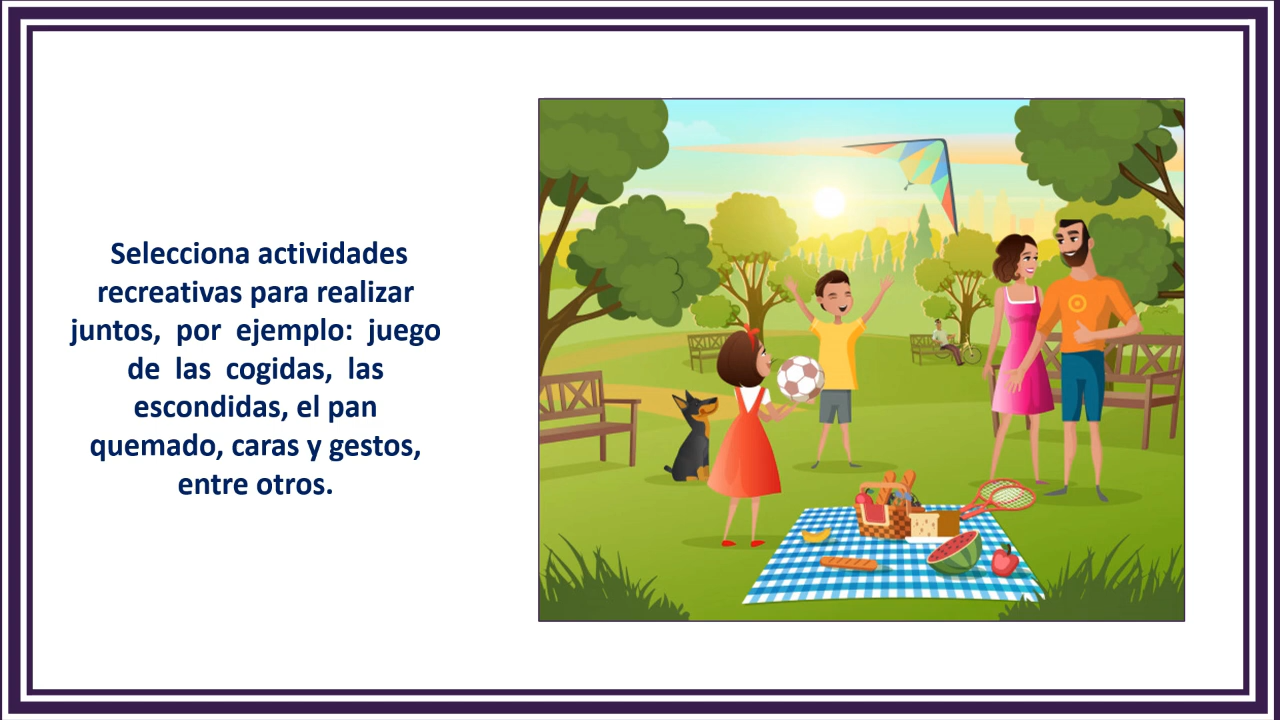 Selecciona actividades
recreativas para realizar
juntos, por ejemplo: juego
de las cogidas, las
escondidas, el pan
quemado, caras y gestos,
entre otros.